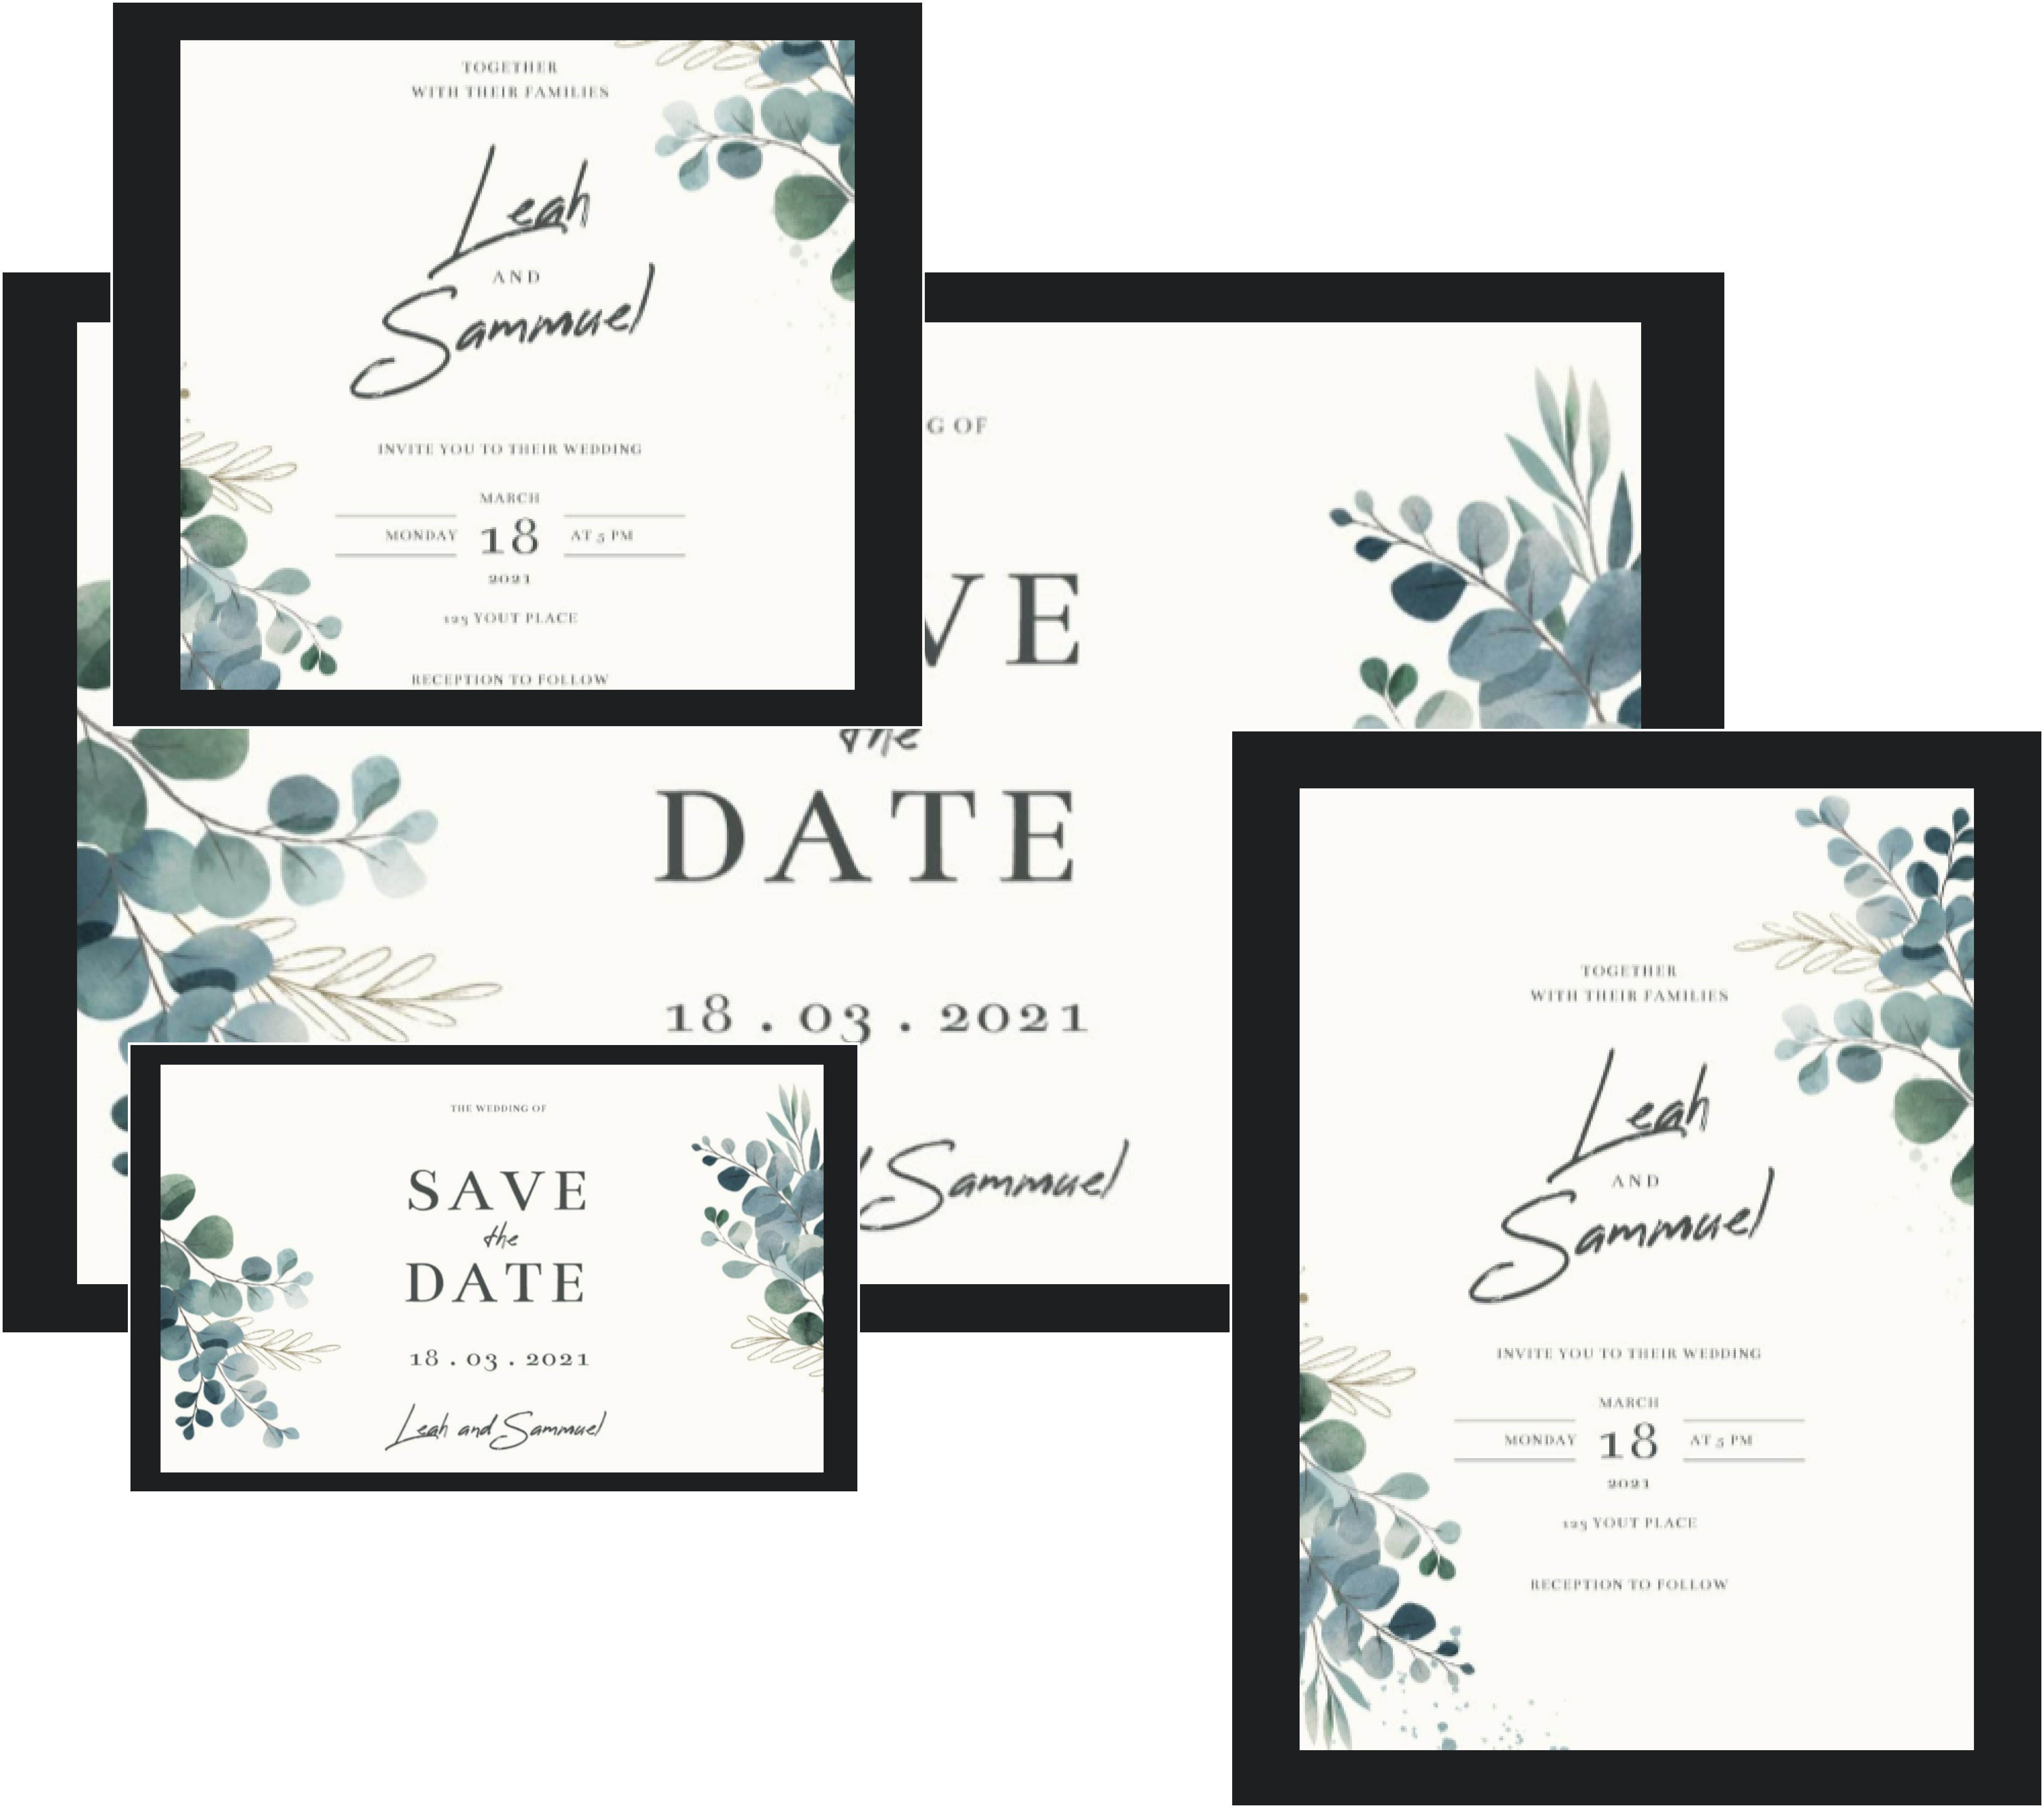 TOGETHER
WITH THEIR FAMILIES
Leah
AND
Sammuel
INVITE YOU TO THEIR WEDDING
MARCH
MONDAY 18 AT 5 PM
2021
123 YOUT PLACE
RECEPTION TO FOLLOW
G OF
VE
the
DATE
18 . 03 . 2021
Sammuel
THE WEDDING OF
SAVE
the
DATE
18 . 03 . 2021
Leah and Sammuel
TOGETHER
WITH THEIR FAMILIES
Leah
AND
Sammuel
INVITE YOU TO THEIR WEDDING
MARCH
MONDAY 18 AT 5 PM
2021
123 YOUT PLACE
RECEPTION TO FOLLOW